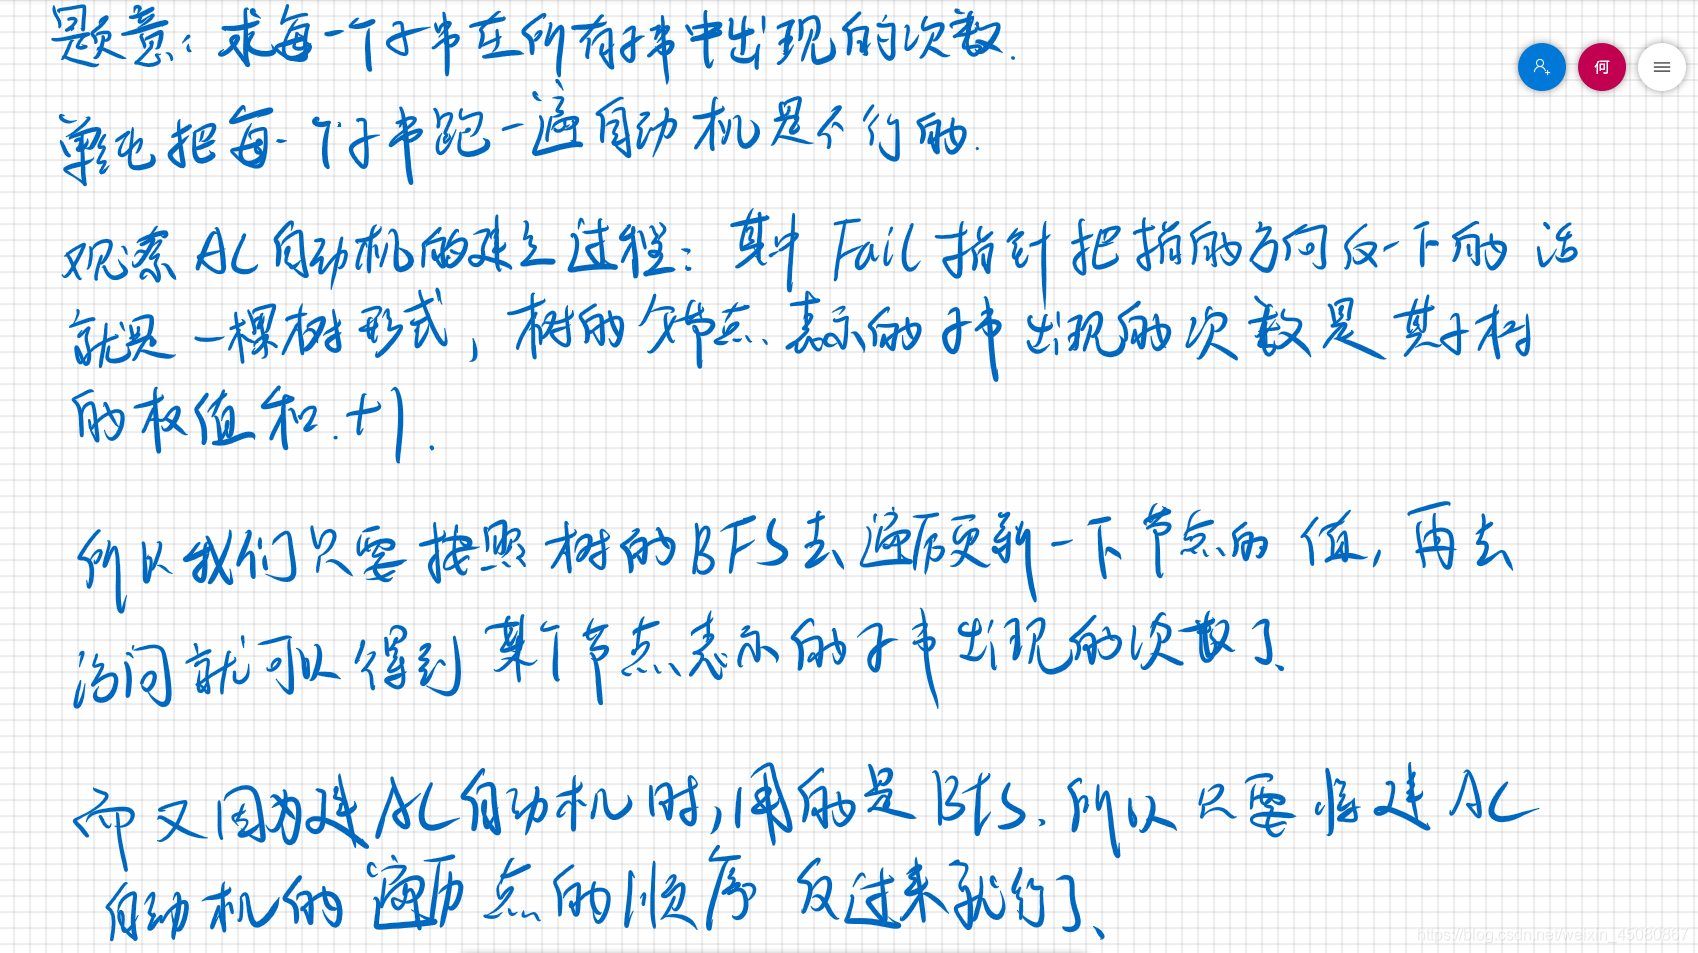 题意：求每一个子串在所有子串中出现的次数.
何
单纯把每一个子串跑一遍自动机是不行的.
观察AC自动机的建立过程：其中Fail指针把指的方向反一下的话
就是一棵树形式，树的父节点表示的子串出现的次数是其子树
的权值和.+1.
所以我们只要按照树的BFS去遍历更新一下节点的值，再去
访问就可以得到某个节点表示的子串出现的次数了、
而又因为建AC自动机时，用的是BFS、所以只要将建AC
自动机的遍历点的顺序反过来就行了、
https://blog.csdn.net/weixin_45080867